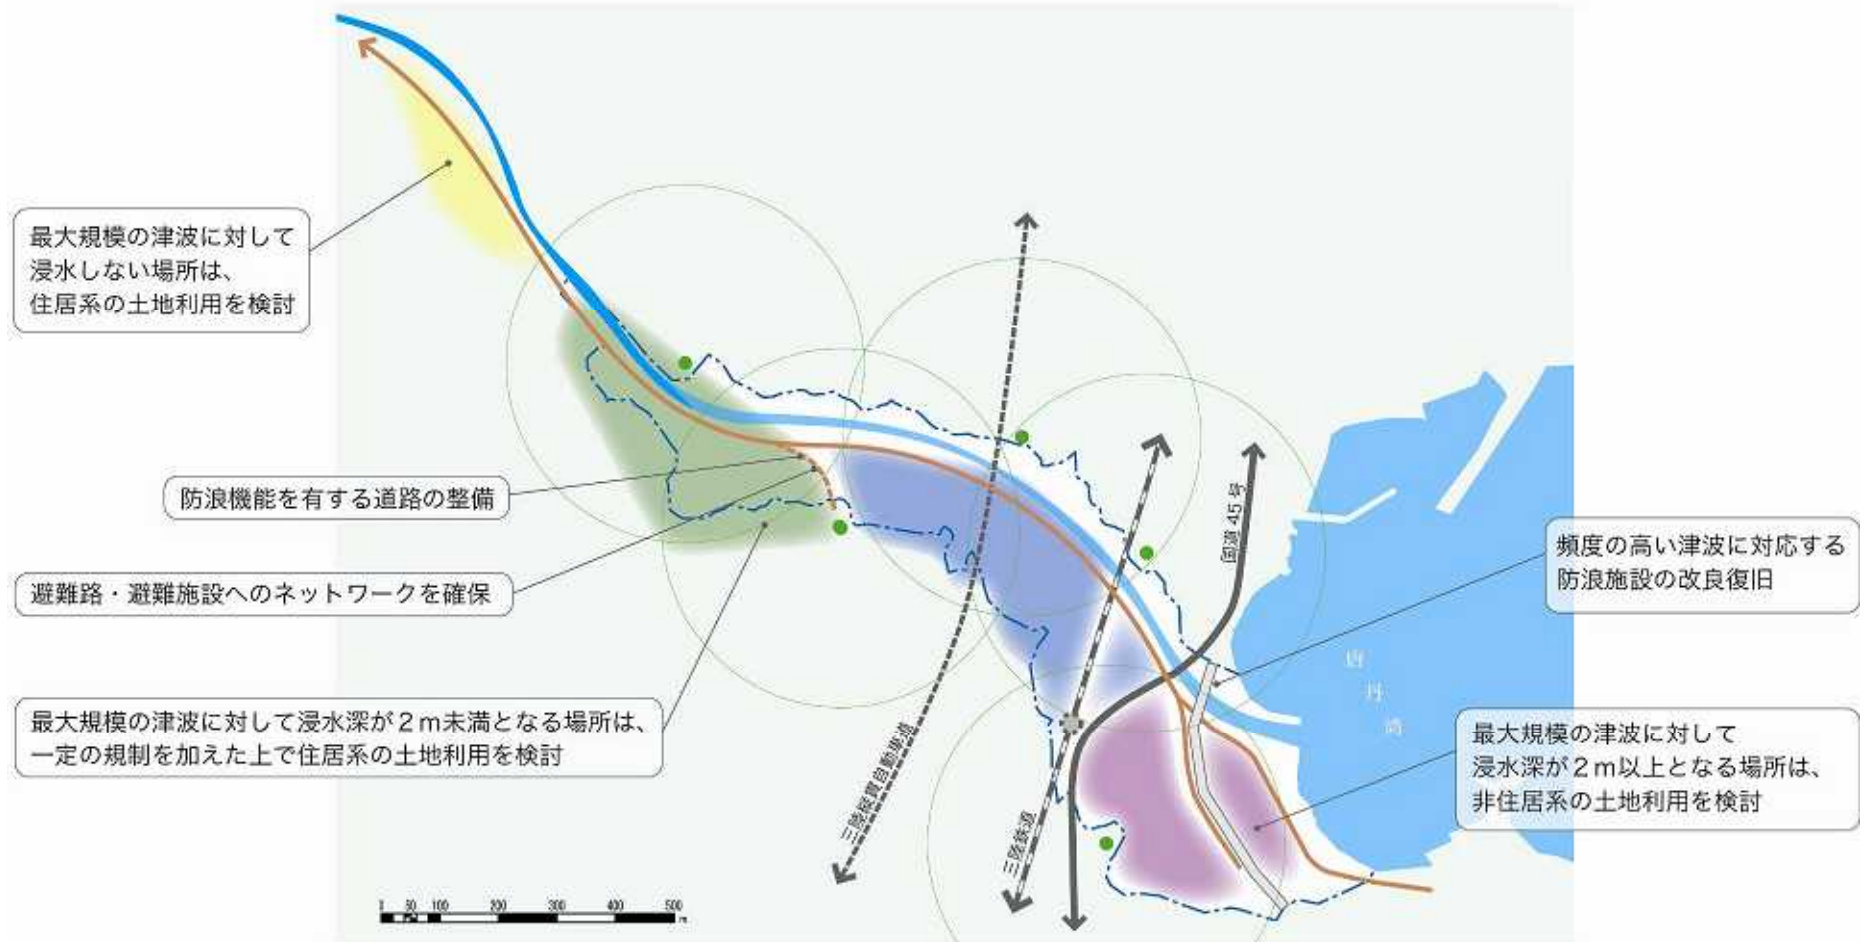 最大規模の津波に対して
浸水しない場所は、
住居系の土地利用を検討
防浪機能を有する道路の整備
避難路・避難施設へのネットワークを確保
最大規模の津波に対して浸水深が２ｍ未満となる場所は、
一定の規制を加えた上で住居系の土地利用を検討
三陸縦貫自動車道
三陸鉄道
国道 45 号
頻度の高い津波に対応する
防浪施設の改良復旧
唐
丹
最大規模の津波に対して
浸水深が２ｍ以上となる場所は、
非住居系の土地利用を検討
50 100 200 300 400 500
m